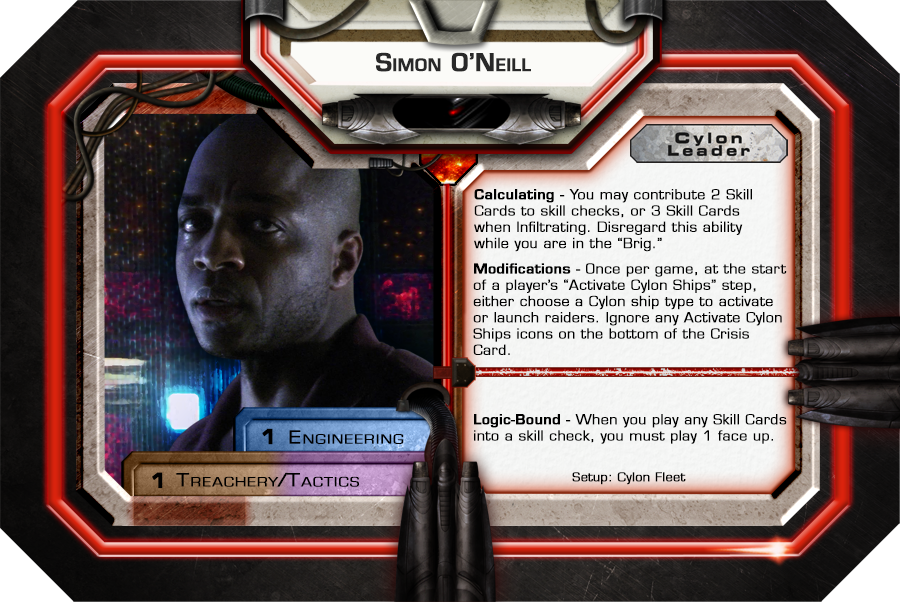 Simon O'Neill
Cylon
Leader
Calculating - You may contribute 2 Skill
Cards to skill checks, or 3 Skill Cards
when Infiltrating. Disregard this ability
while you are in the “Brig.”
Modifications - Once per game, at the start
of a player's “Activate Cylon Ships” step,
either choose a Cylon ship type to activate
or launch raiders. Ignore any Activate Cylon
Ships icons on the bottom of the Crisis
Card.
Logic-Bound - When you play any Skill Cards
into a skill check, you must play 1 face up.
Setup: Cylon Fleet
1 Engineering
1 Treachery/Tactics